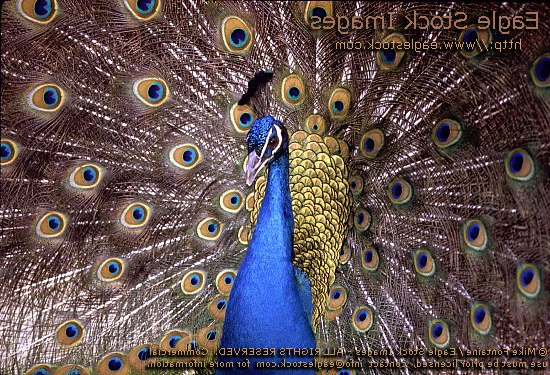 Eagle Stock Images
http://www.eaglestock.com
© Mike Fontaine / Eagle Stock Images - ALL RIGHTS RESERVED. Commercial
use must be licensed, contact info@eaglestock.com for more information